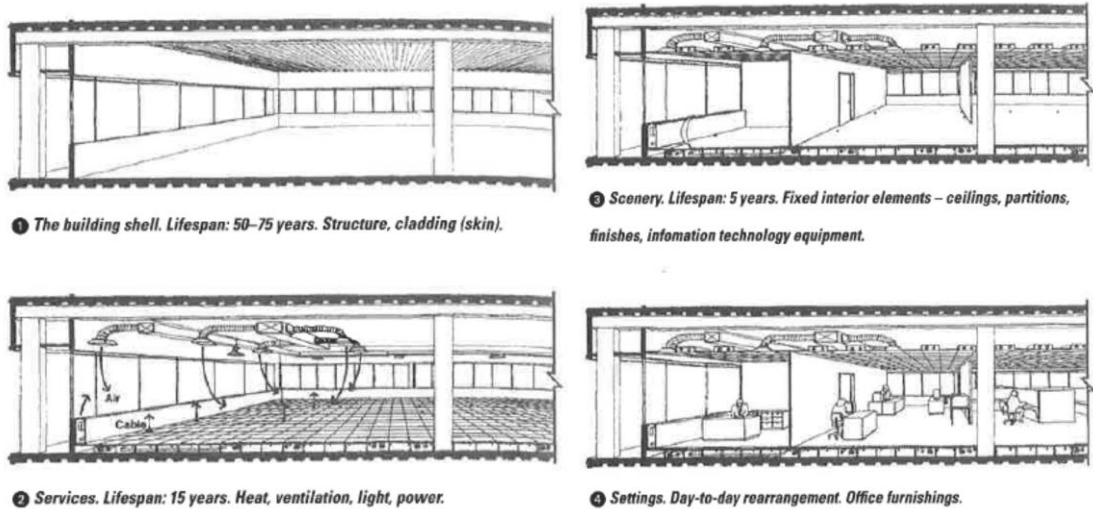 ❶ The building shell. Lifespan: 50–75 years. Structure, cladding (skin).
Air
Cable
❷ Services. Lifespan: 15 years. Heat, ventilation, light, power.
❸ Scenery. Lifespan: 5 years. Fixed interior elements – ceilings, partitions,
finishes, infomation technology equipment.
❹ Settings. Day-to-day rearrangement. Office furnishings.